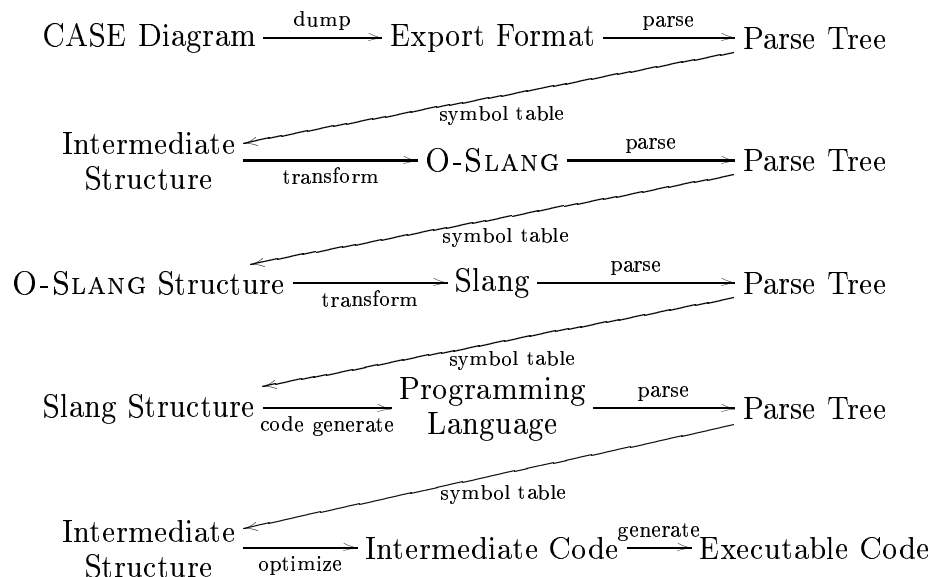 dump parse
CASE Diagram Export Format Parse Tree
symbol table
Intermediate
Structure
O-SLANG
parse
Parse Tree
transform
symbol table
O-SLANG Structure Slang Parse Tree
transform
parse
symbol table
Slang Structure
Programming
Language
parse
Parse Tree
code generate
symbol table
Intermediate
Structure
generate
Intermediate Code Executable Code
optimize